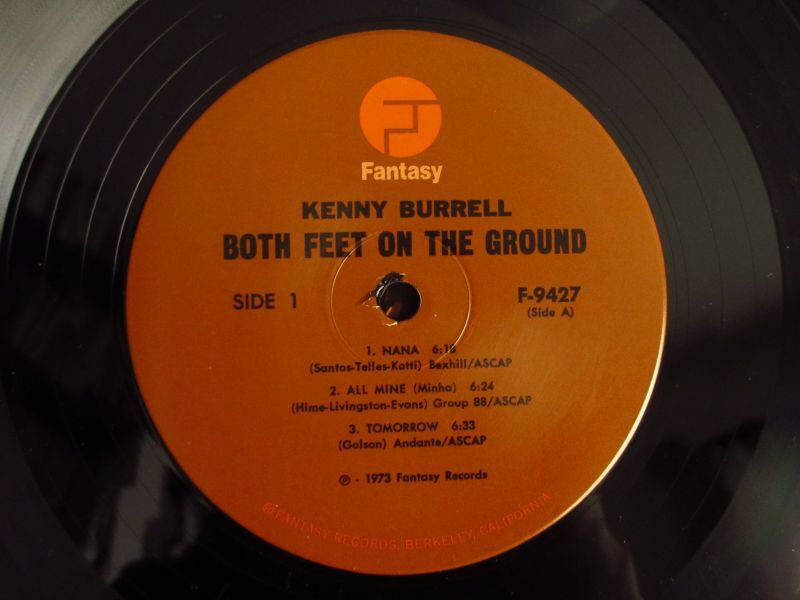 Fantasy
KENNY BURRELL
BOTH FEET ON THE GROUND
SIDE 1
F-9427
(Side A)
1. NANA 6:18
(Santos-Telles-Kotti) Bexhill/ASCAP
2. ALL MINE (Minha) 6:24
(Hime-Livingston-Evans) Group 88/ASCAP
3. TOMORROW 6:33
(Golson) Andante/ASCAP
℗ - 1973 Fantasy Records
®FANTASY RECORDS, BERKELEY, CALIFORNIA